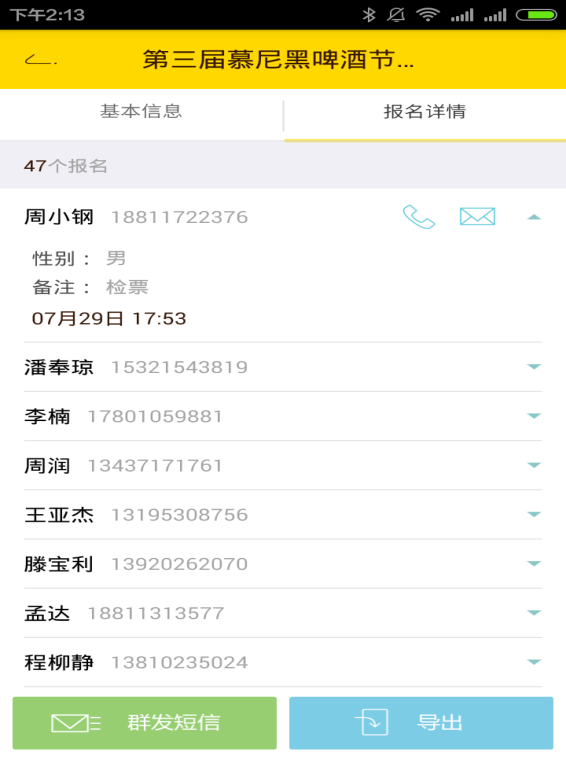 下午2:13
第三届慕尼黑啤酒节...
基本信息
报名详情
47个报名
周小钢 18811722376
性别： 男
备注： 检票
07月29日 17:53
潘奉琼 15321543819
李楠 17801059881
周润 13437171761
王亚杰 13195308756
滕宝利 13920262070
孟达 18811313577
程柳静 13810235024
群发短信
导出